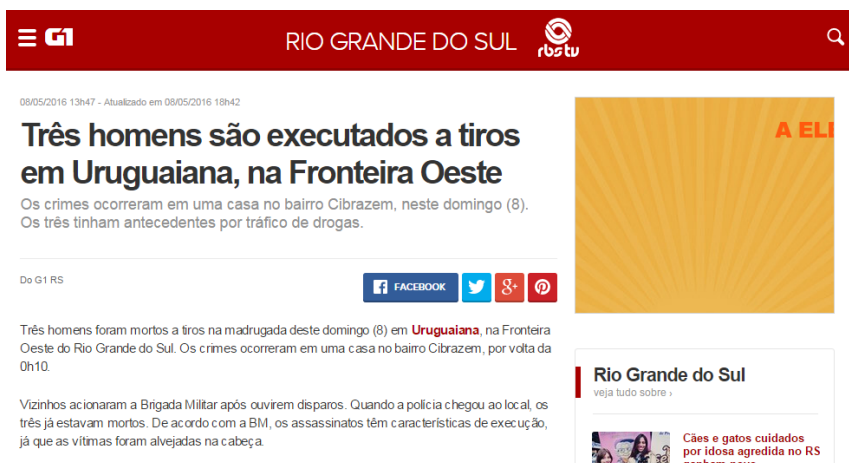 G1
RIO GRANDE DO SUL
rbs tv
08/05/2016 13h47 - Atualizado em 08/05/2016 18h42
Três homens são executados a tiros
em Uruguaiana, na Fronteira Oeste
Os crimes ocorreram em uma casa no bairro Cibrazem, neste domingo (8).
Os três tinham antecedentes por tráfico de drogas.
Do G1 RS
FACEBOOK
8+
Três homens foram mortos a tiros na madrugada deste domingo (8) em Uruguaiana, na Fronteira
Oeste do Rio Grande do Sul. Os crimes ocorreram em uma casa no bairro Cibrazem, por volta da
0h10.
Vizinhos acionaram a Brigada Militar após ouvirem disparos. Quando a polícia chegou ao local, os
três já estavam mortos. De acordo com a BM, os assassinatos têm características de execução,
já que as vítimas foram alvejadas na cabeça.
A ELE
Rio Grande do Sul
veja tudo sobre ›
Cães e gatos cuidados
por idosa agredida no RS